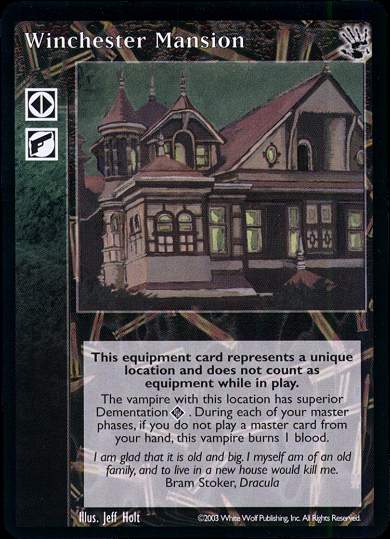 Winchester Mansion
This equipment card represents a unique
location and does not count as
equipment while in play.
The vampire with this location has superior
Dementation . During each of your master
phases, if you do not play a master card from
your hand, this vampire burns 1 blood.
I am glad that it is old and big. I myself am of an old
family, and to live in a new house would kill me.
Bram Stoker, Dracula
Illus. Jeff Holt
©2003 White Wolf Publishing, Inc. All Rights Reserved.